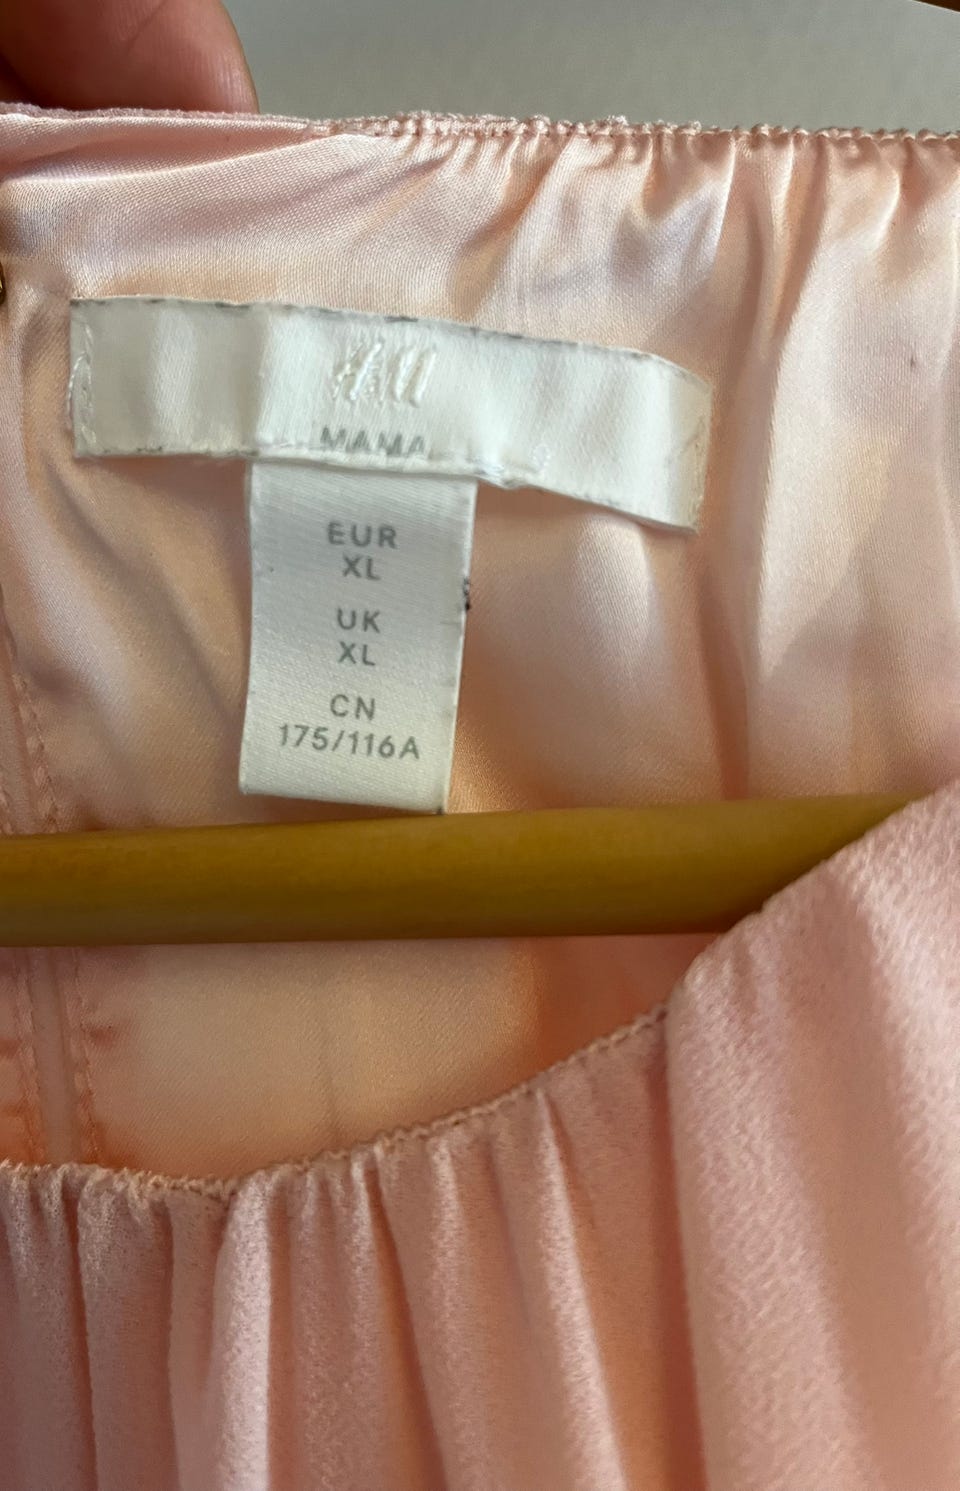 H&M
MAMA
EUR
XL
UK
XL
CN
175/116A